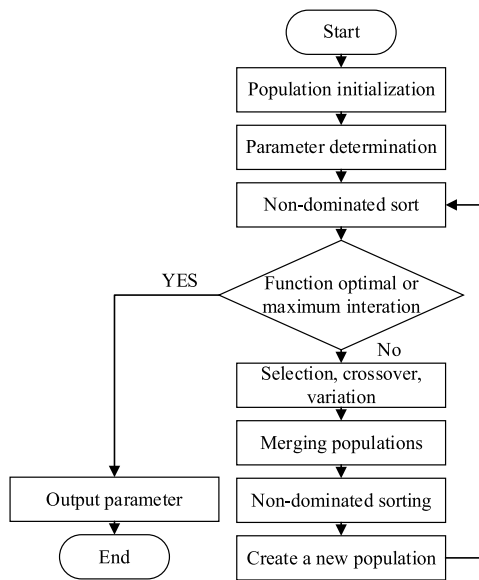 Start
Population initialization
Parameter determination
Non-dominated sort
Function optimal or
maximum interation
YES
No
Selection, crossover,
variation
Merging populations
Non-dominated sorting
Create a new population
Output parameter
End